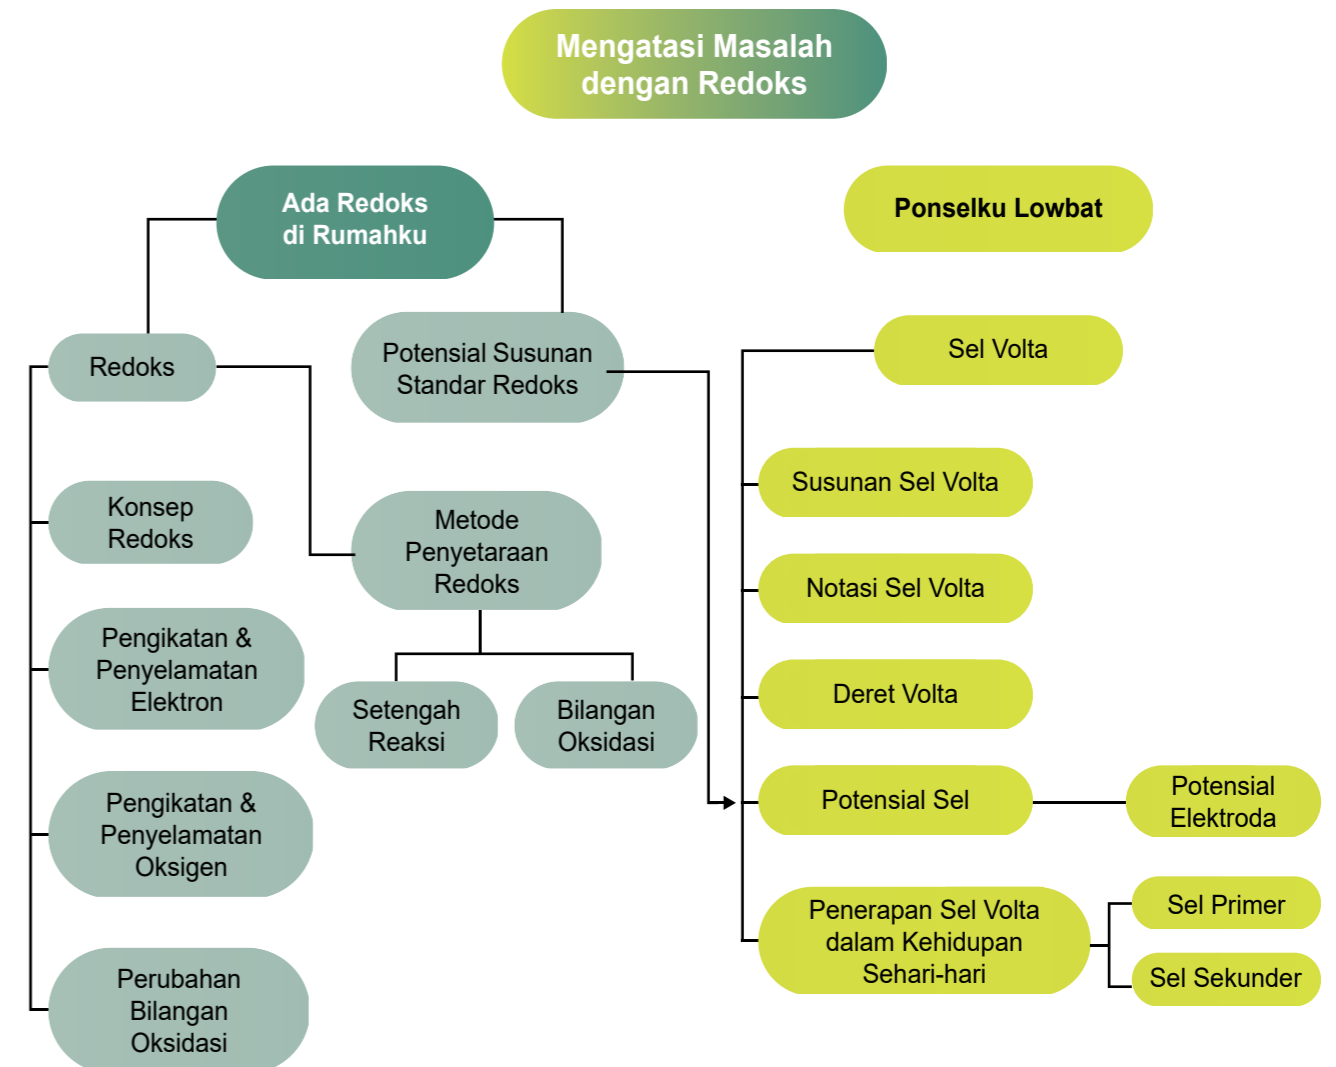 Mengatasi Masalah
dengan Redoks
Ada Redoks
di Rumahku
Redoks
Potensial Susunan
Standar Redoks
Konsep
Redoks
Metode
Penyetaraan
Redoks
Pengikatan &
Penyelamatan
Elektron
Setengah
Reaksi
Bilangan
Oksidasi
Pengikatan &
Penyelamatan
Oksigen
Perubahan
Bilangan
Oksidasi
Ponselku Lowbat
Sel Volta
Susunan Sel Volta
Notasi Sel Volta
Deret Volta
Potensial Sel
Potensial
Elektroda
Penerapan Sel Volta
dalam Kehidupan
Sehari-hari
Sel Primer
Sel Sekunder